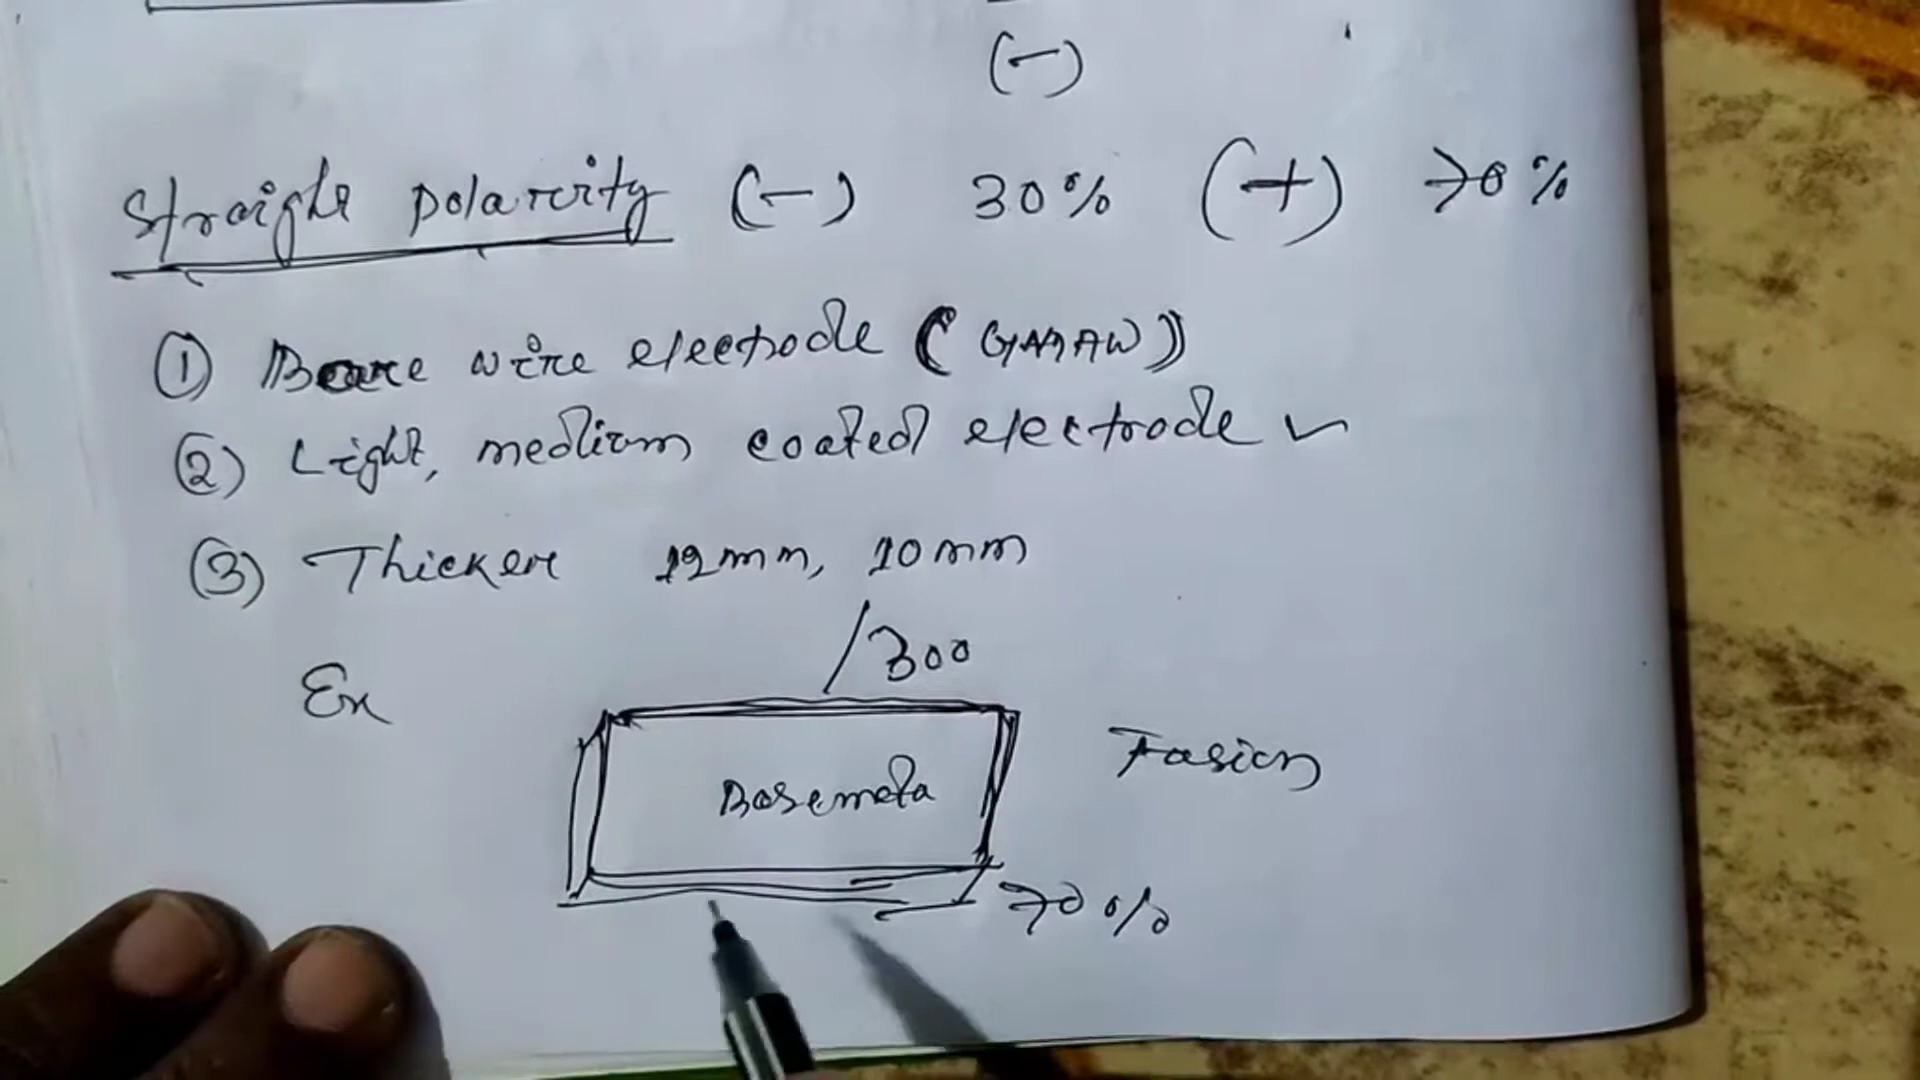 (-)
Straight polarity (-) 30% (+) 70%
① Bare wire electrode (GMAW)
② Light, medium coated electrode ✓
③ Thicker 12mm, 10mm
300
Ex
Basemeta
Fusion
70%